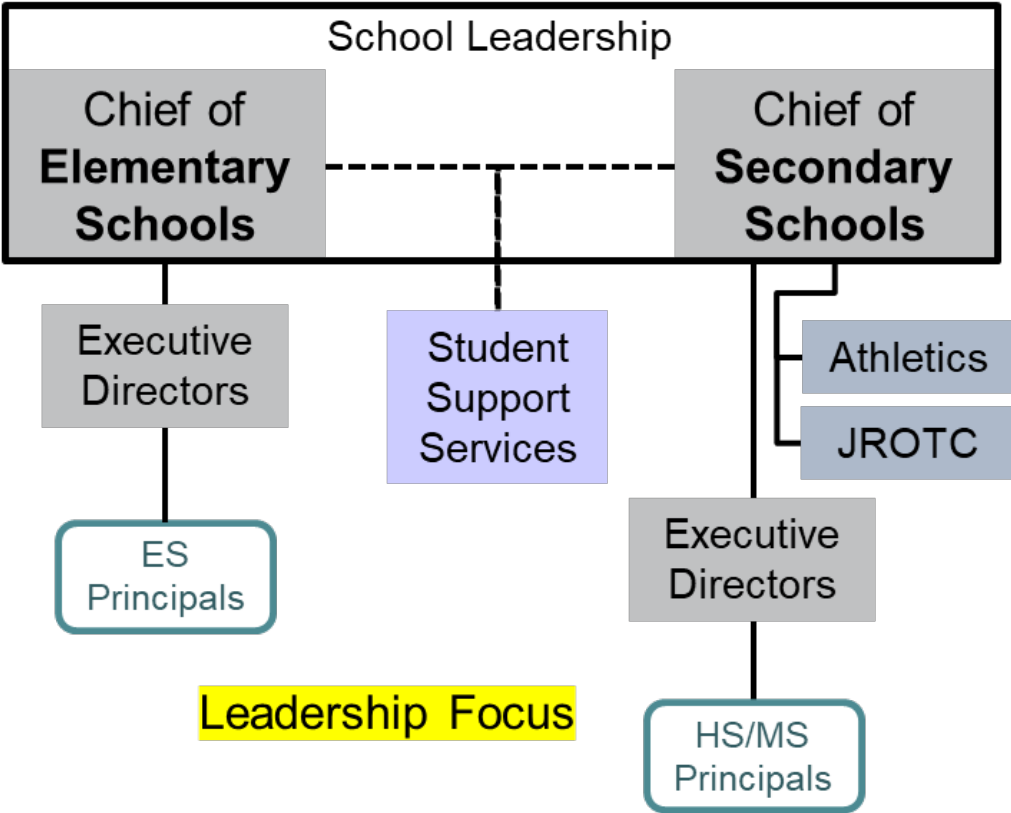 School Leadership
Chief of
Elementary
Schools
Chief of
Secondary
Schools
Executive
Directors
Student
Support
Services
Athletics
JROTC
Executive
Directors
ES
Principals
Leadership Focus
HS/MS
Principals